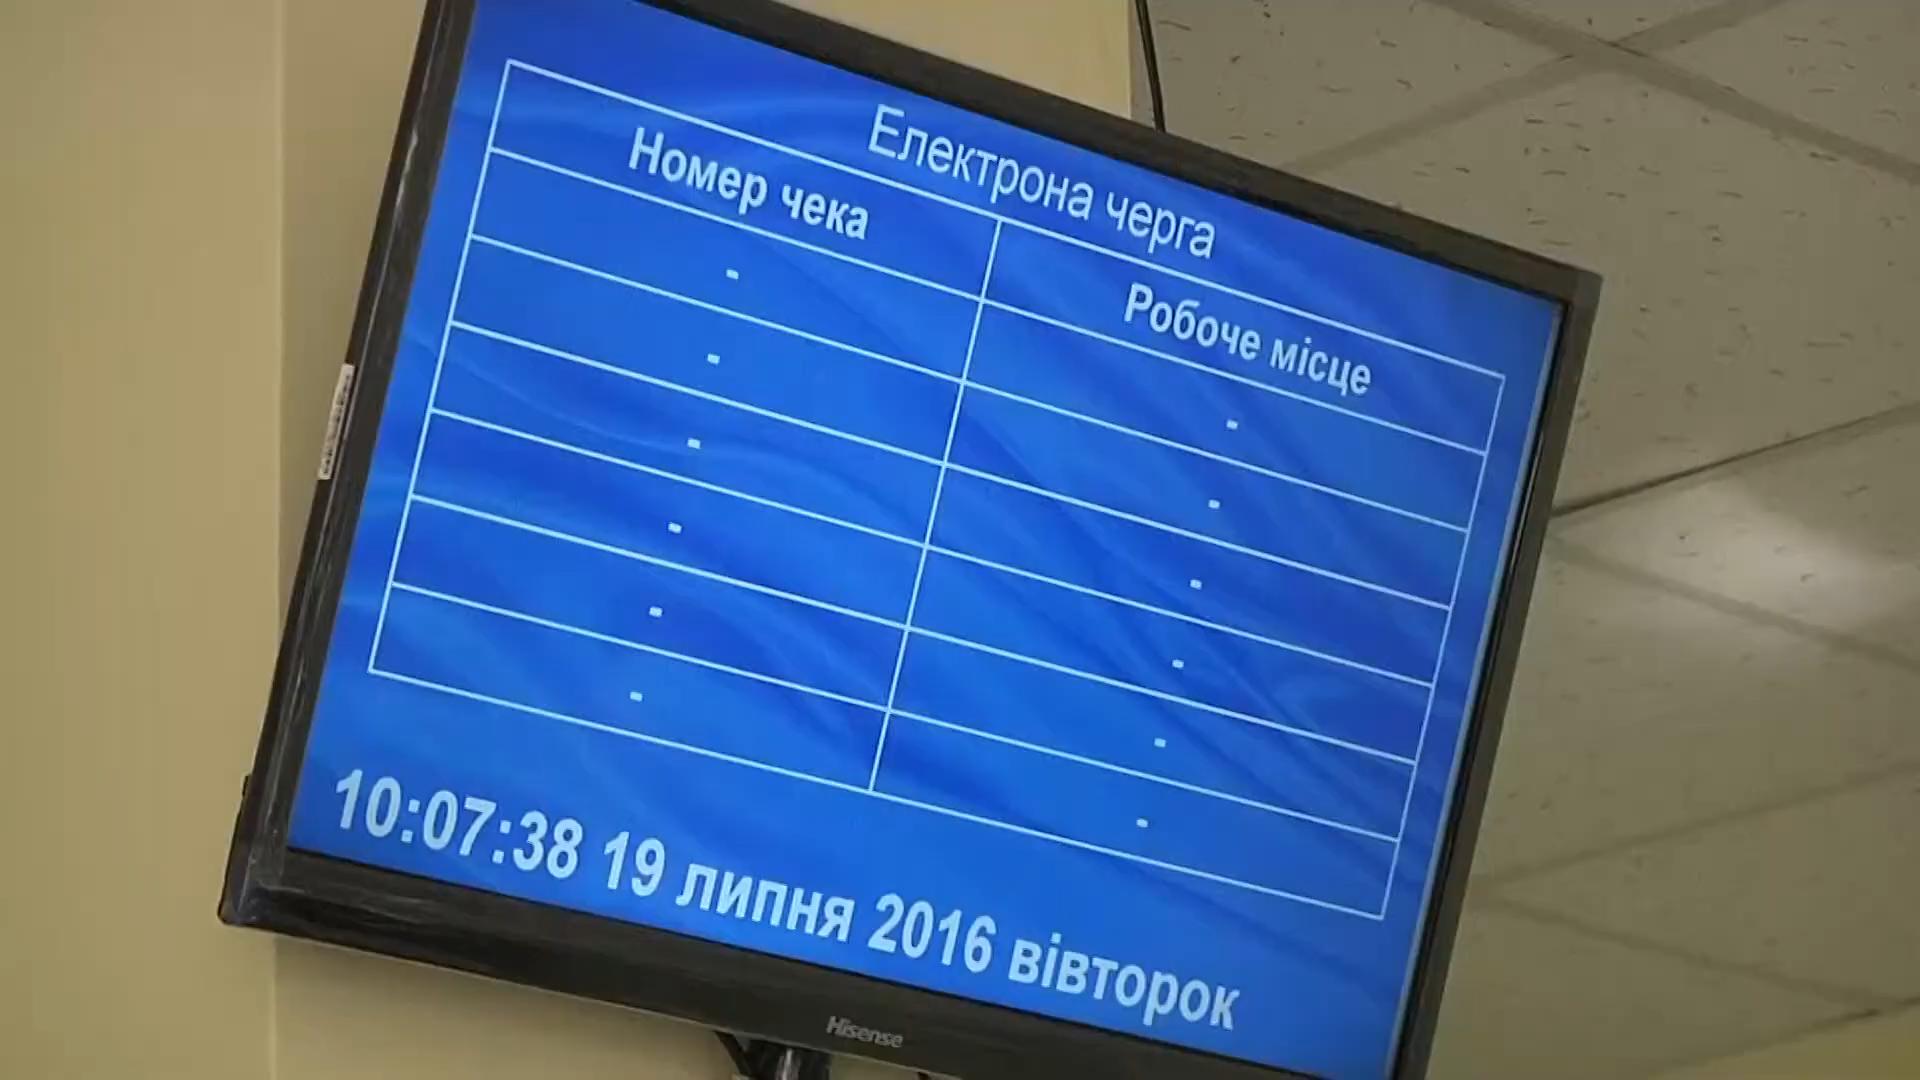 Електрона черга
Номер чека Робоче місце
- -
- -
- -
- -
- -
- -
10:07:38 19 липня 2016 вівторок
Hisense